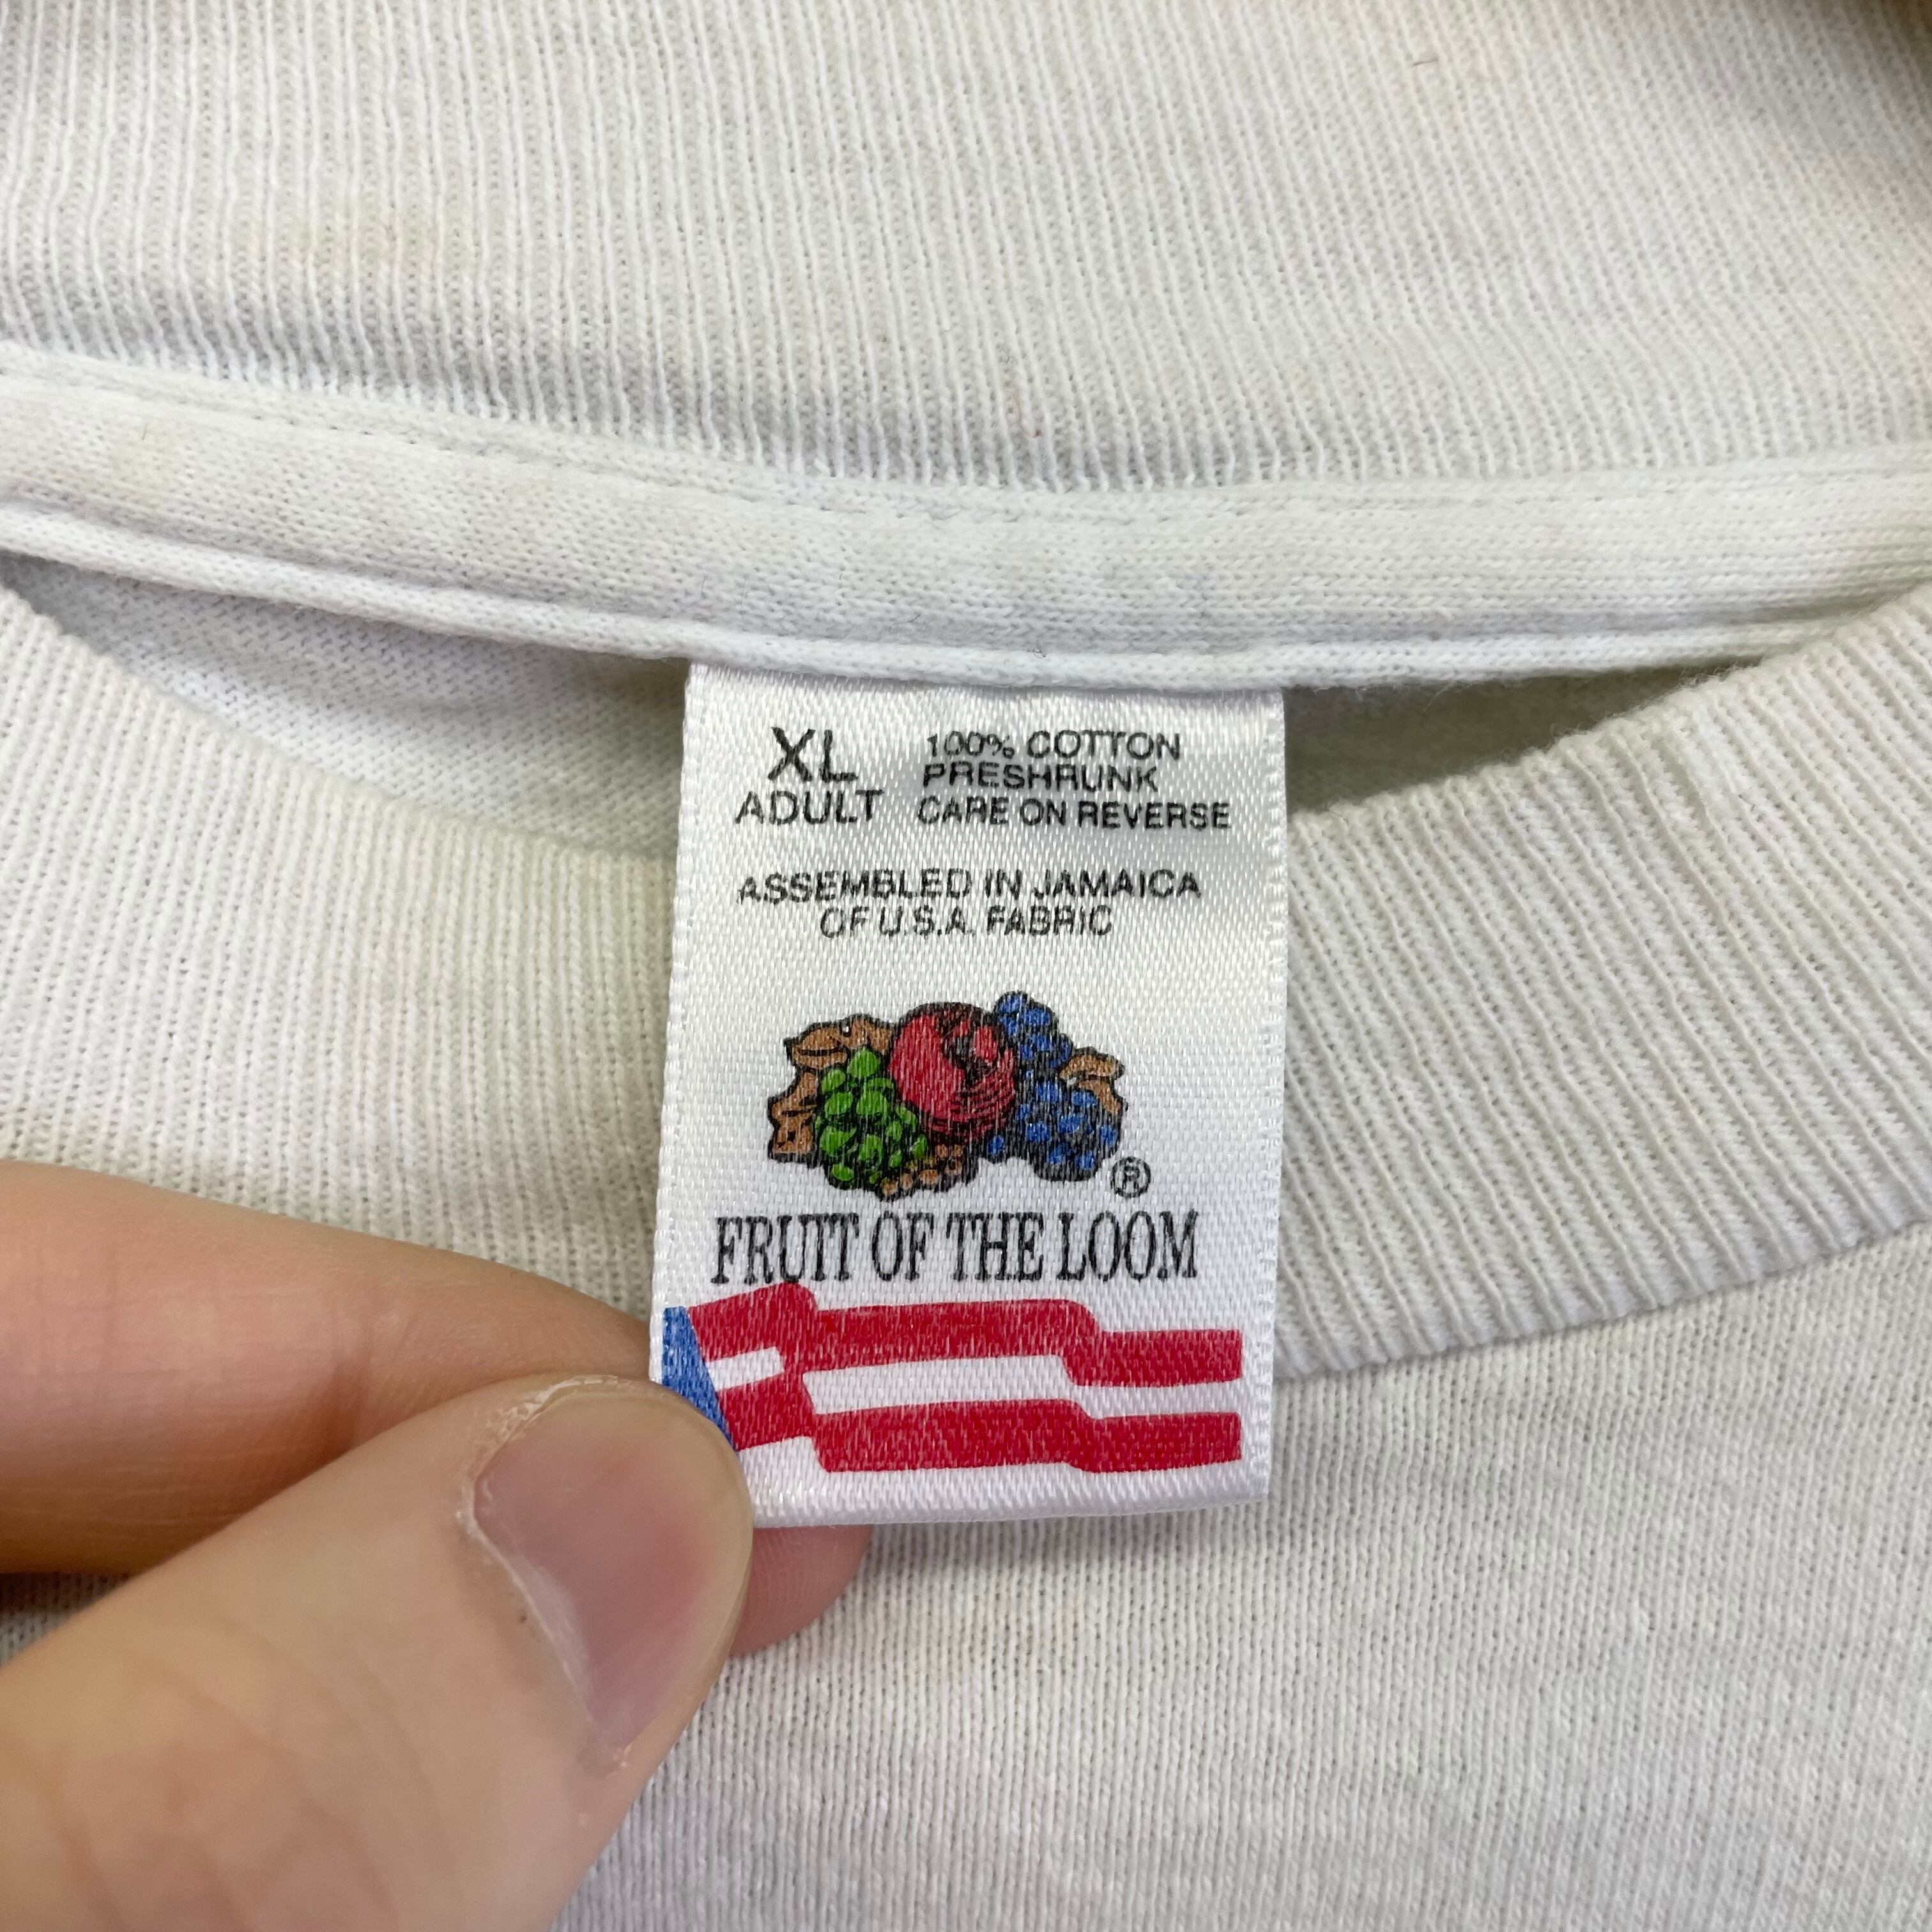 XL
ADULT
100% COTTON
PRESHRUNK
CARE ON REVERSE
ASSEMBLED IN JAMAICA
OF U.S.A. FABRIC
®
FRUIT OF THE LOOM